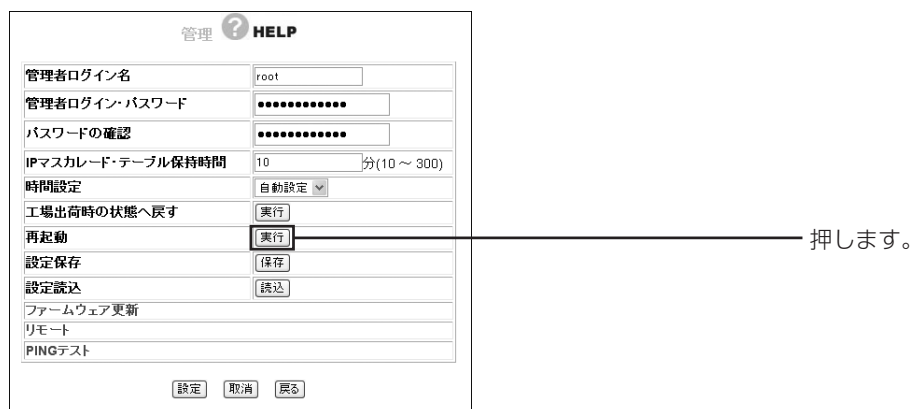 管理 ? HELP
管理者ログイン名 root
管理者ログイン・パスワード ●●●●●●●●●●●●
パスワードの確認 ●●●●●●●●●●●●
IPマスカレード・テーブル保持時間 10 分(10 ~ 300)
時間設定 自動設定
工場出荷時の状態へ戻す 実行
再起動 実行 押します。
設定保存 保存
設定読込 読込
ファームウェア更新
リモート
PINGテスト
設定 取消 戻る